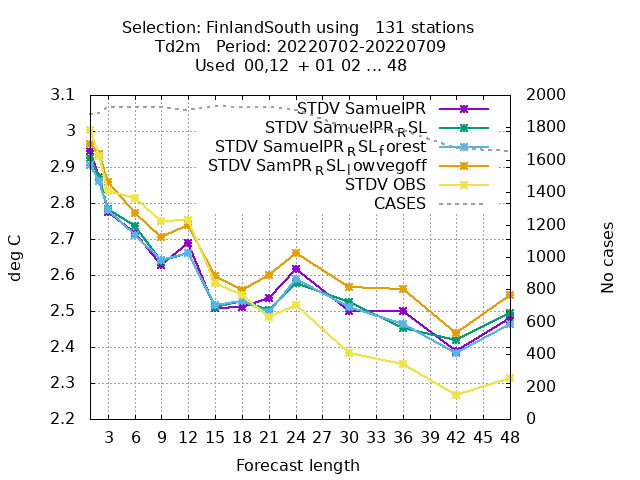 Selection: FinlandSouth using   131 stations
Td2m   Period: 20220702-20220709
Used  00,12  + 01 02 ... 48
3.1
3
2.9
2.8
2.7
2.6
2.5
2.4
2.3
2.2
deg C
STDV SamuelPR
STDV SamuelPR_RSL
STDV SamuelPR_RSL_forest
STDV SamPR_RSL_lowvegoff
STDV OBS
CASES
2000
1800
1600
1400
1200
1000
800
600
400
200
0
No cases
3 6 9 12 15 18 21 24 27 30 33 36 39 42 45 48
Forecast length